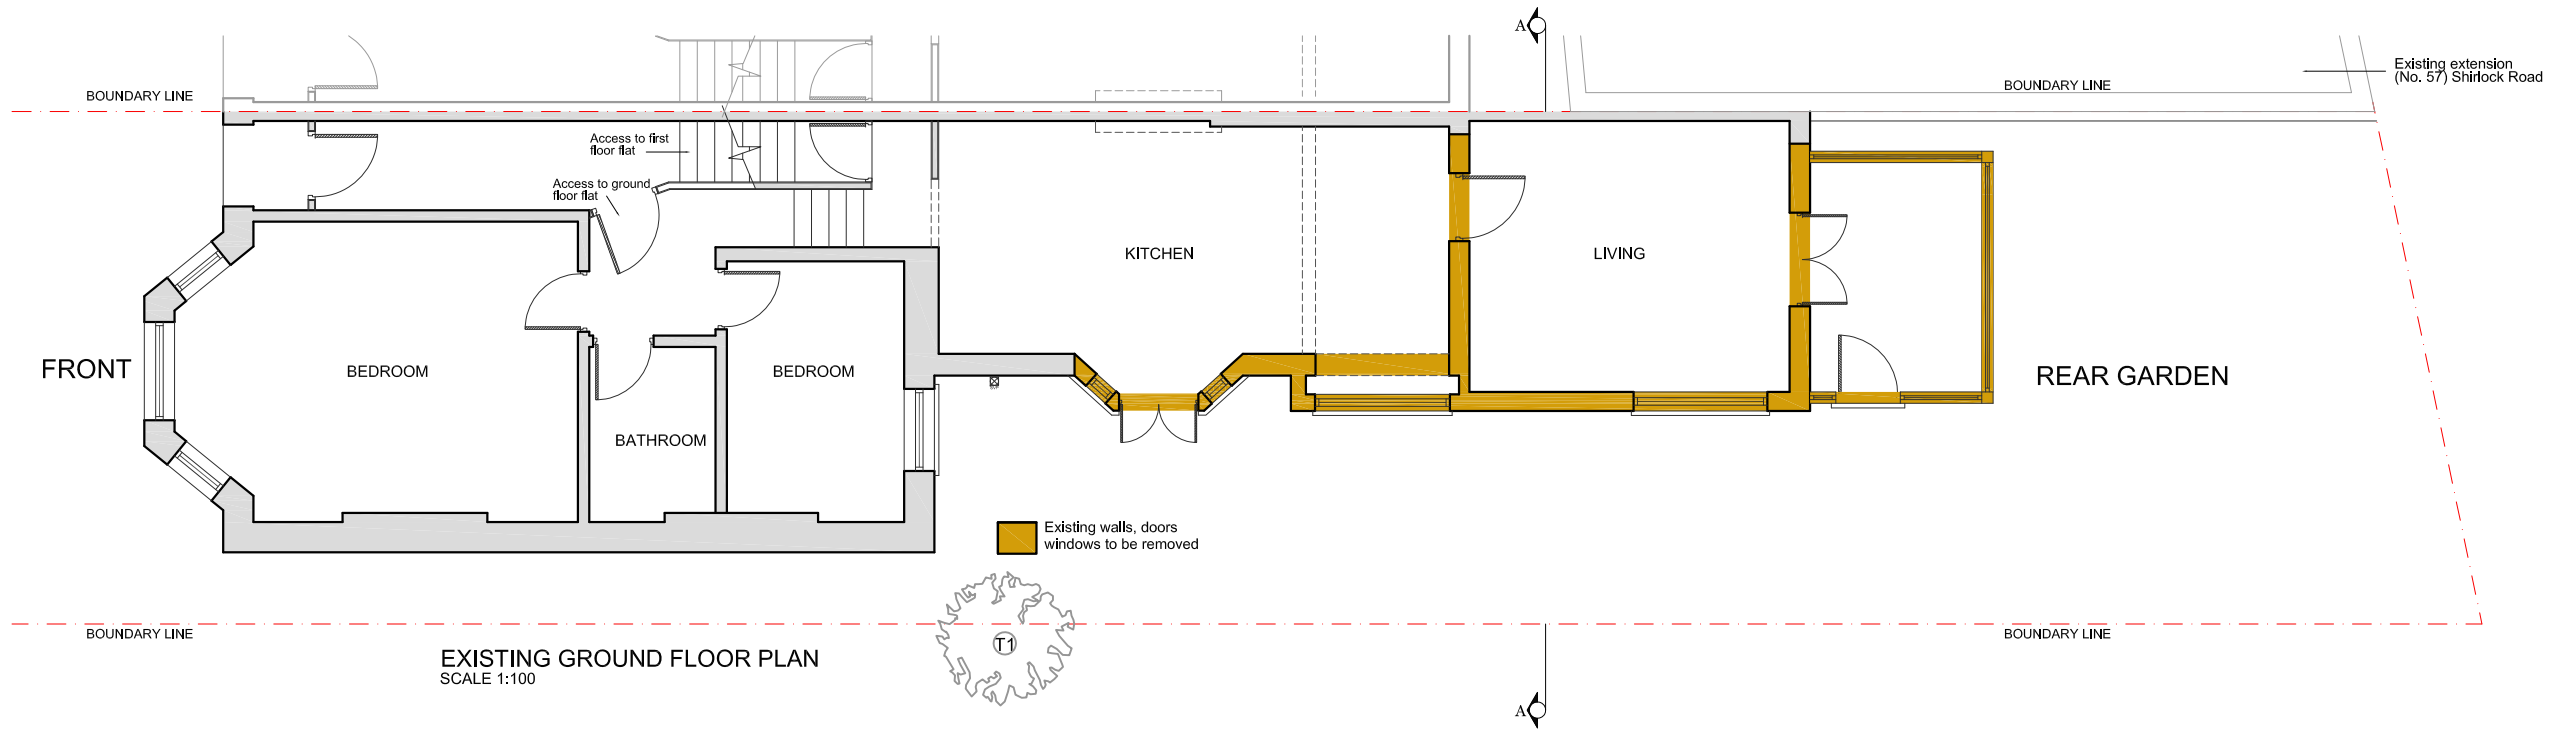 A
Existing extension
(No. 57) Shirlock Road
BOUNDARY LINE
BOUNDARY LINE
Access to first
floor flat
Access to ground
floor flat
KITCHEN
LIVING
FRONT
BEDROOM
BEDROOM
REAR GARDEN
BATHROOM
Existing walls, doors
windows to be removed
BOUNDARY LINE
T1
BOUNDARY LINE
EXISTING GROUND FLOOR PLAN
SCALE 1:100
A